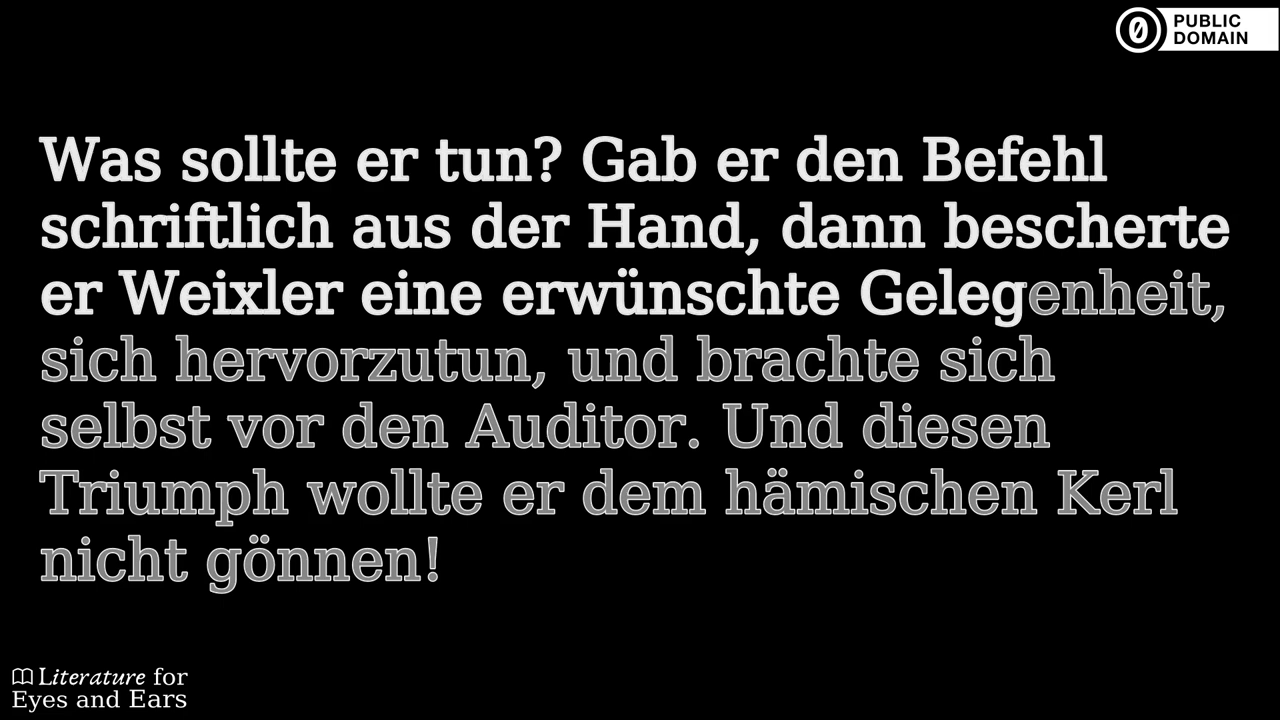 PUBLIC
DOMAIN
Was sollte er tun? Gab er den Befehl
schriftlich aus der Hand, dann bescherte
er Weixler eine erwünschte Gelegenheit,
sich hervorzutun, und brachte sich
selbst vor den Auditor. Und diesen
Triumph wollte er dem hämischen Kerl
nicht gönnen!
Literature for
Eyes and Ears